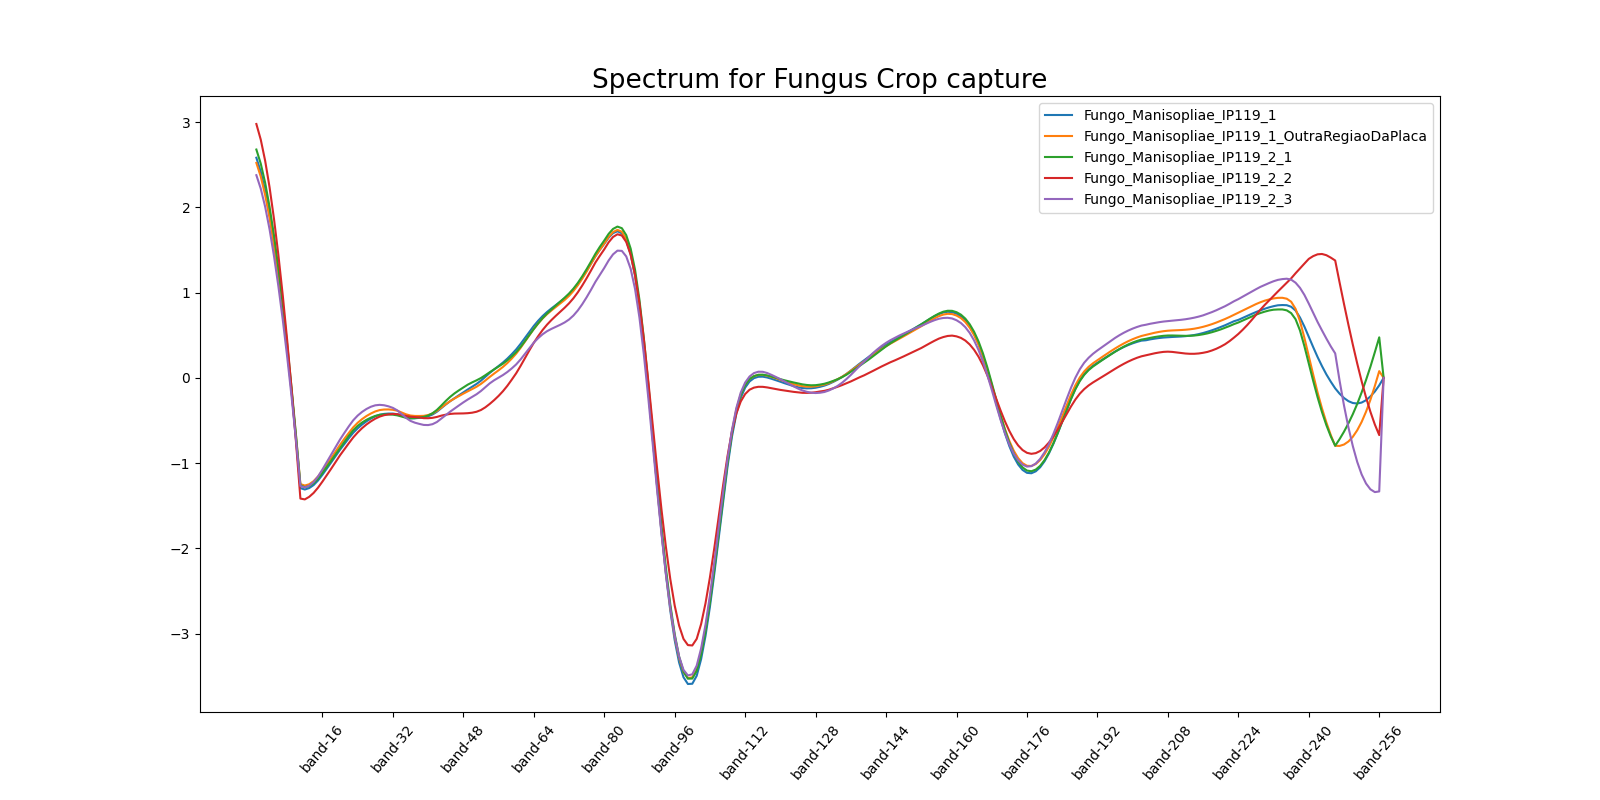 Spectrum for Fungus Crop capture
Fungo_Manisopliae_IP119_1
Fungo_Manisopliae_IP119_1_OutraRegiaoDaPlaca
Fungo_Manisopliae_IP119_2_1
Fungo_Manisopliae_IP119_2_2
Fungo_Manisopliae_IP119_2_3
3
2
1
0
−1
−2
−3
band-16
band-32
band-48
band-64
band-80
band-96
band-112
band-128
band-144
band-160
band-176
band-192
band-208
band-224
band-240
band-256